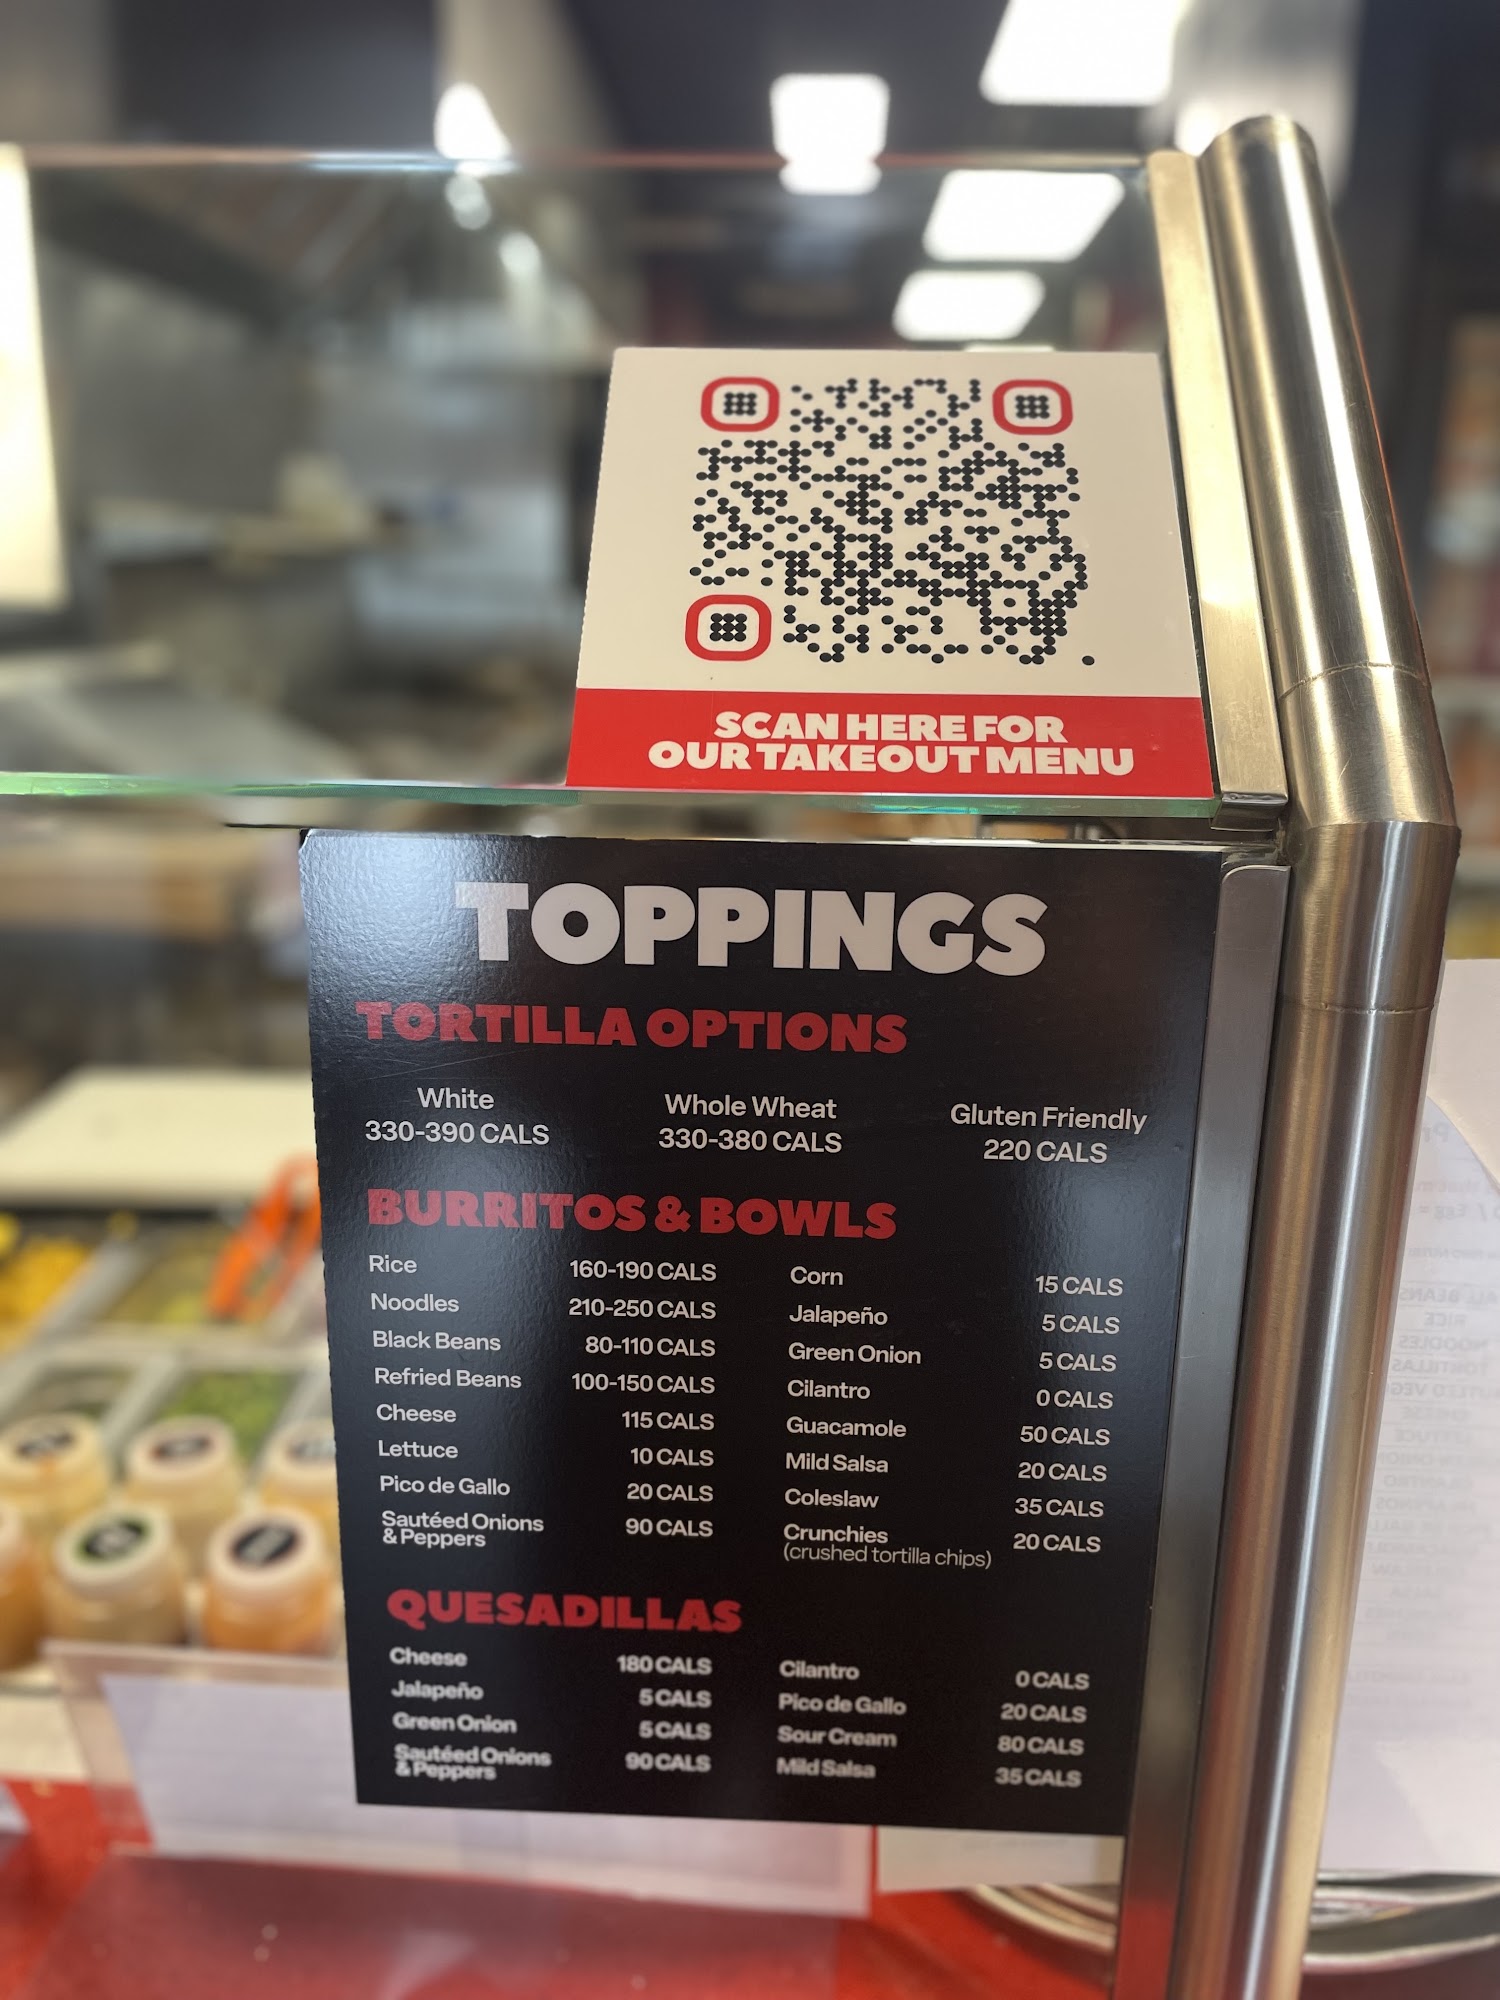 SCAN HERE FOR
OUR TAKEOUT MENU
TOPPINGS
TORTILLA OPTIONS
White
330-390 CALS
Whole Wheat
330-380 CALS
Gluten Friendly
220 CALS
BURRITOS & BOWLS
Rice 160-190 CALS
Noodles 210-250 CALS
Black Beans 80-110 CALS
Refried Beans 100-150 CALS
Cheese 115 CALS
Lettuce 10 CALS
Pico de Gallo 20 CALS
Sautéed Onions 90 CALS
& Peppers
Corn 15 CALS
Jalapeño 5 CALS
Green Onion 5 CALS
Cilantro 0 CALS
Guacamole 50 CALS
Mild Salsa 20 CALS
Coleslaw 35 CALS
Crunchies 20 CALS
(crushed tortilla chips)
QUESADILLAS
Cheese 180 CALS
Jalapeño 5 CALS
Green Onion 5 CALS
Sautéed Onions 90 CALS
& Peppers
Cilantro 0 CALS
Pico de Gallo 20 CALS
Sour Cream 80 CALS
Mild Salsa 35 CALS